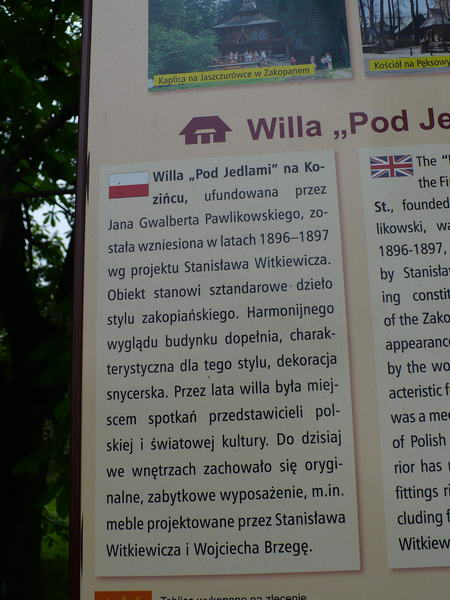 Kaplica na Jaszczurówce w Zakopanem
Kościół na Pęksowy
Willa „Pod Je
Willa „Pod Jedlami” na Ko-
zińcu, ufundowana przez
Jana Gwalberta Pawlikowskiego, zo-
stała wzniesiona w latach 1896–1897
wg projektu Stanisława Witkiewicza.
Obiekt stanowi sztandarowe dzieło
stylu zakopiańskiego. Harmonijnego
wyglądu budynku dopełnia, charak-
terystyczna dla tego stylu, dekoracja
snycerska. Przez lata willa była miej-
scem spotkań przedstawicieli pol-
skiej i światowej kultury. Do dzisiaj
we wnętrzach zachowało się orygi-
nalne, zabytkowe wyposażenie, m.in.
meble projektowane przez Stanisława
Witkiewicza i Wojciecha Brzegę.
The "
the Fi
St., founded
likowski, wa
1896-1897,
by Stanisła
ing constit
of the Zako
appearance
by the wo
acteristic f
was a mee
of Polish
rior has
fittings ri
cluding f
Witkiew
Tablicę wykonano na zlecenie